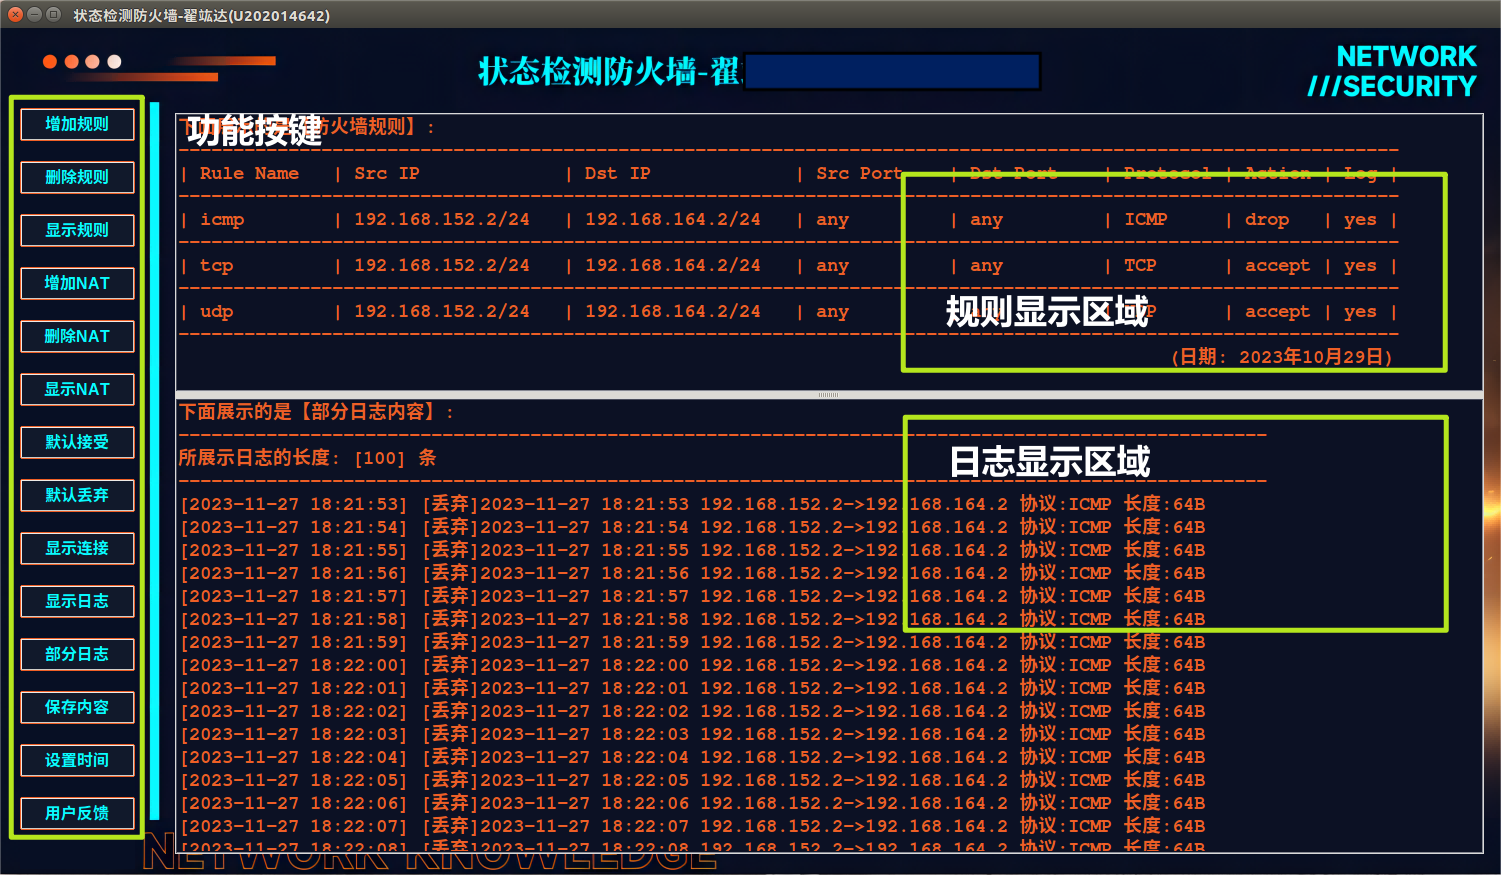 状态检测防火墙-翟竑达(U202014642)
状态检测防火墙-翟
NETWORK
///SECURITY
增加规则
删除规则
显示规则
增加NAT
删除NAT
显示NAT
默认接受
默认丢弃
显示连接
显示日志
部分日志
保存内容
设置时间
用户反馈
功能按键
防火墙规则】:
| Rule Name | Src IP | Dst IP | Src Port | Dst Port | Protocol | Action | Log |
| icmp | 192.168.152.2/24 | 192.168.164.2/24 | any | any | ICMP | drop | yes |
| tcp | 192.168.152.2/24 | 192.168.164.2/24 | any | any | TCP | accept | yes |
| udp | 192.168.152.2/24 | 192.168.164.2/24 | any | | accept | yes |
规则显示区域
(日期: 2023年10月29日)
下面展示的是【部分日志内容】:
日志显示区域
所展示日志的长度: [100] 条
[2023-11-27 18:21:53] [丢弃]2023-11-27 18:21:53 192.168.152.2->192.168.164.2 协议:ICMP 长度:64B
[2023-11-27 18:21:54] [丢弃]2023-11-27 18:21:54 192.168.152.2->192.168.164.2 协议:ICMP 长度:64B
[2023-11-27 18:21:55] [丢弃]2023-11-27 18:21:55 192.168.152.2->192.168.164.2 协议:ICMP 长度:64B
[2023-11-27 18:21:56] [丢弃]2023-11-27 18:21:56 192.168.152.2->192.168.164.2 协议:ICMP 长度:64B
[2023-11-27 18:21:57] [丢弃]2023-11-27 18:21:57 192.168.152.2->192.168.164.2 协议:ICMP 长度:64B
[2023-11-27 18:21:58] [丢弃]2023-11-27 18:21:58 192.168.152.2->192.168.164.2 协议:ICMP 长度:64B
[2023-11-27 18:21:59] [丢弃]2023-11-27 18:21:59 192.168.152.2->192.168.164.2 协议:ICMP 长度:64B
[2023-11-27 18:22:00] [丢弃]2023-11-27 18:22:00 192.168.152.2->192.168.164.2 协议:ICMP 长度:64B
[2023-11-27 18:22:01] [丢弃]2023-11-27 18:22:01 192.168.152.2->192.168.164.2 协议:ICMP 长度:64B
[2023-11-27 18:22:02] [丢弃]2023-11-27 18:22:02 192.168.152.2->192.168.164.2 协议:ICMP 长度:64B
[2023-11-27 18:22:03] [丢弃]2023-11-27 18:22:03 192.168.152.2->192.168.164.2 协议:ICMP 长度:64B
[2023-11-27 18:22:04] [丢弃]2023-11-27 18:22:04 192.168.152.2->192.168.164.2 协议:ICMP 长度:64B
[2023-11-27 18:22:05] [丢弃]2023-11-27 18:22:05 192.168.152.2->192.168.164.2 协议:ICMP 长度:64B
[2023-11-27 18:22:06] [丢弃]2023-11-27 18:22:06 192.168.152.2->192.168.164.2 协议:ICMP 长度:64B
[2023-11-27 18:22:07] [丢弃]2023-11-27 18:22:07 192.168.152.2->192.168.164.2 协议:ICMP 长度:64B
[2023-11-27 18:22:08] [丢弃]2023-11-27 18:22:08 192.168.152.2->192.168.164.2 协议:ICMP 长度:64B
NETWORK KNOWLEDGE